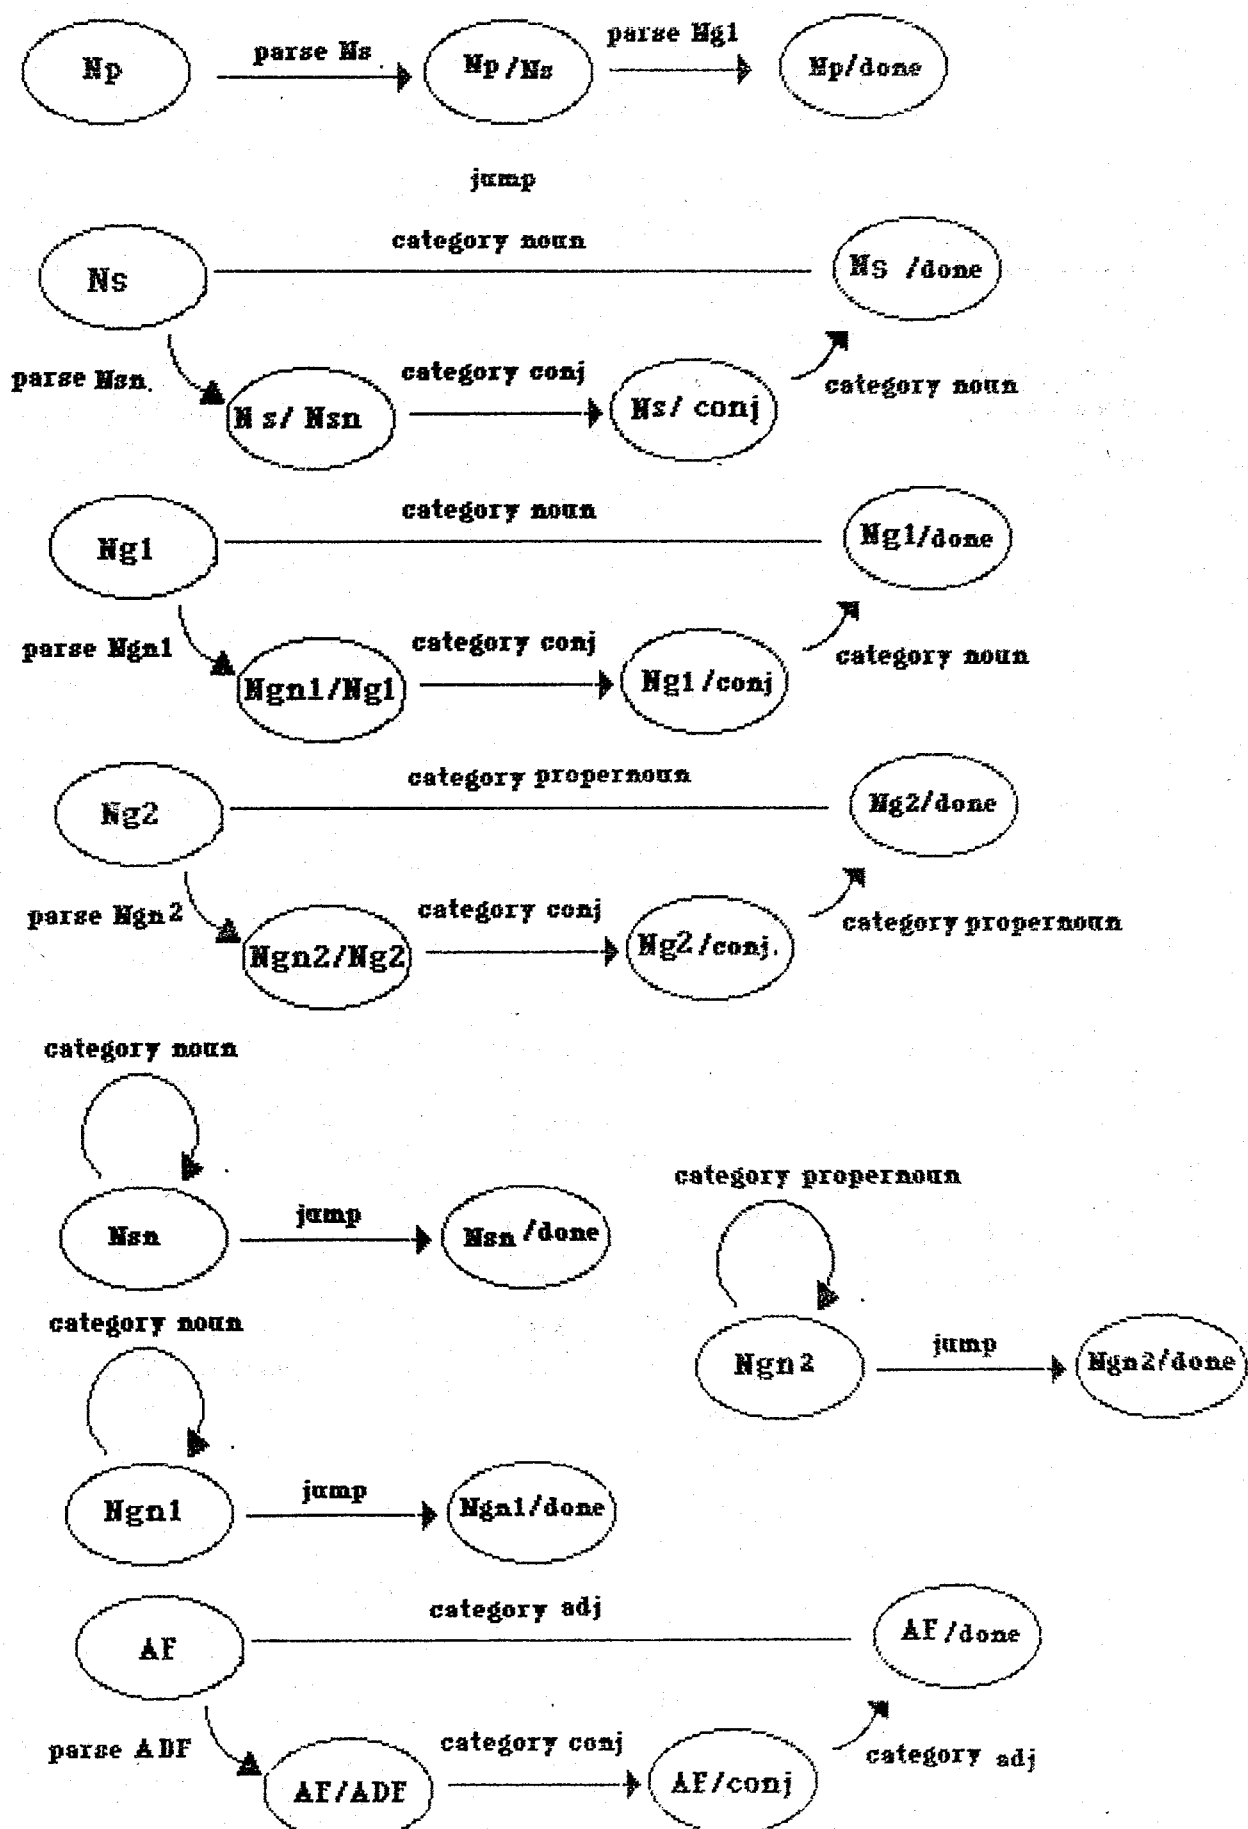 Np parse Ns Np/Ns parse Ng1 Np/done
jump
Ns category noun Ns /done
parse Nsn. Ns/ Nsn category conj Ns/ conj category noun
Ng1 category noun Ng1/done
parse Ngn1 Ngn1/Ng1 category conj Ng1/conj category noun
Ng2 category propernoun Ng2/done
parse Ngn2 Ngn2/Ng2 category conj Ng2/conj. category propernoun
category noun
Nsn jump Nsn /done
category propernoun
Ngn2 jump Ngn2/done
category noun
Ngn1 jump Ngn1/done
AF category adj AF/done
parse ADF AF/ADF category conj AF/conj category adj